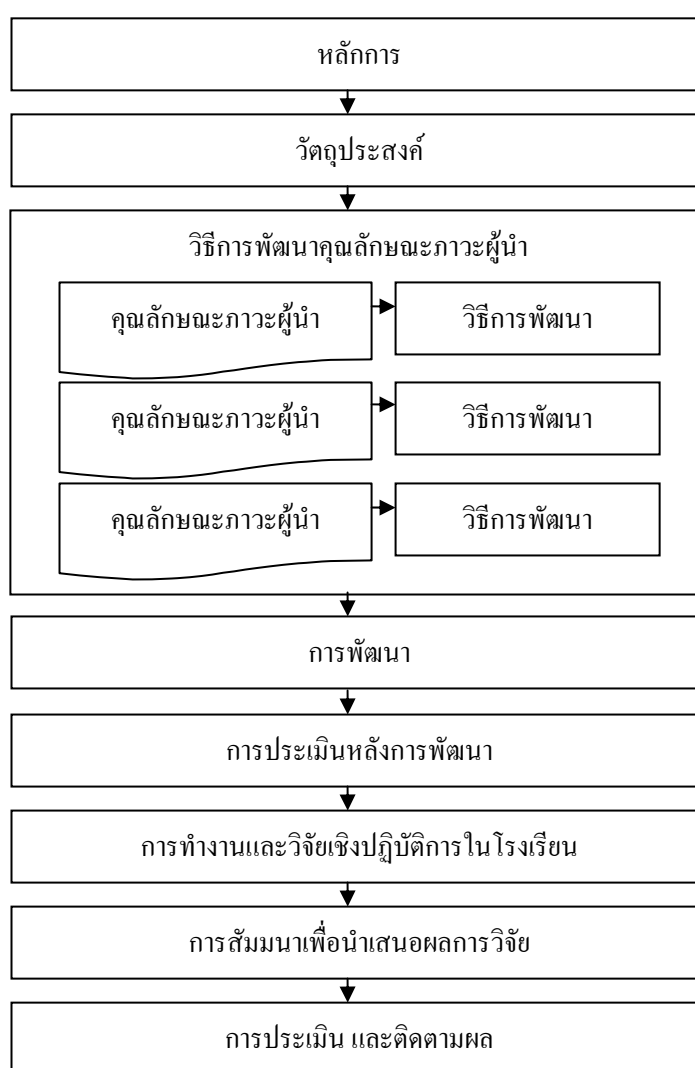 หลักการ
วัตถุประสงค์
วิธีการพัฒนาคุณลักษณะภาวะผู้นำ
คุณลักษณะภาวะผู้นำ
วิธีการพัฒนา
คุณลักษณะภาวะผู้นำ
วิธีการพัฒนา
คุณลักษณะภาวะผู้นำ
วิธีการพัฒนา
การพัฒนา
การประเมินหลังการพัฒนา
การทำงานและวิจัยเชิงปฏิบัติการในโรงเรียน
การสัมมนาเพื่อนำเสนอผลการวิจัย
การประเมิน และติดตามผล